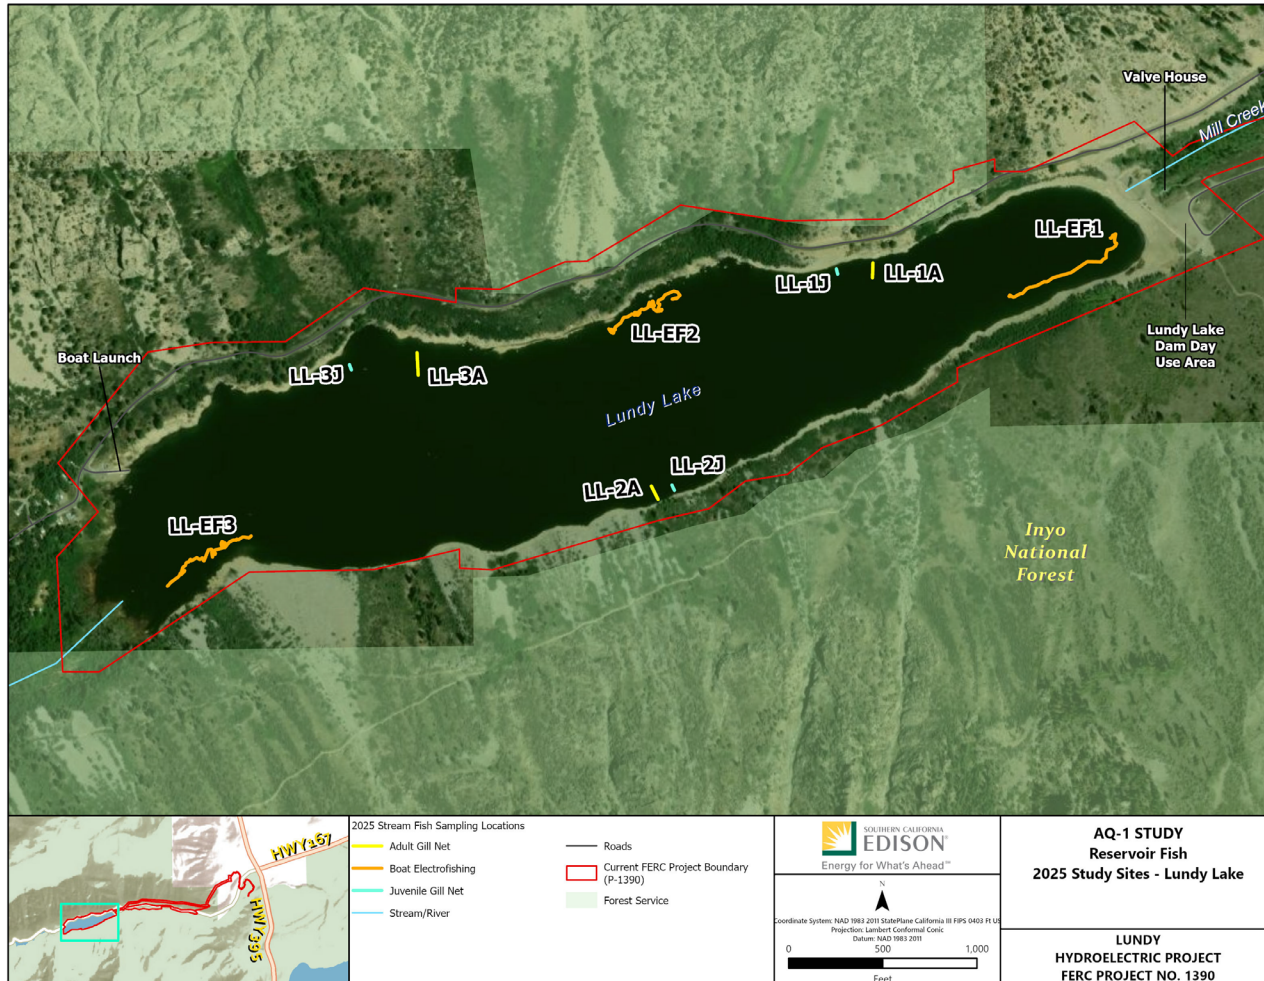 Valve House
Mill Creek
LL-EF1
LL-1J
LL-1A
LL-EF2
Lundy Lake
Dam Day
Use Area
Boat Launch
LL-3J
LL-3A
Lundy Lake
LL-2J
LL-2A
LL-EF3
Inyo
National
Forest
HWY167
HWY395
2025 Stream Fish Sampling Locations
Adult Gill Net
Boat Electrofishing
Juvenile Gill Net
Stream/River
Roads
Current FERC Project Boundary
(P-1390)
Forest Service
SOUTHERN CALIFORNIA
EDISON®
Energy for What's Ahead℠
N
Coordinate System: NAD 1983 2011 StatePlane California III FIPS 0403 Ft US
Projection: Lambert Conformal Conic
Datum: NAD 1983 2011
0 500 1,000
Feet
AQ-1 STUDY
Reservoir Fish
2025 Study Sites - Lundy Lake
LUNDY
HYDROELECTRIC PROJECT
FERC PROJECT NO. 1390